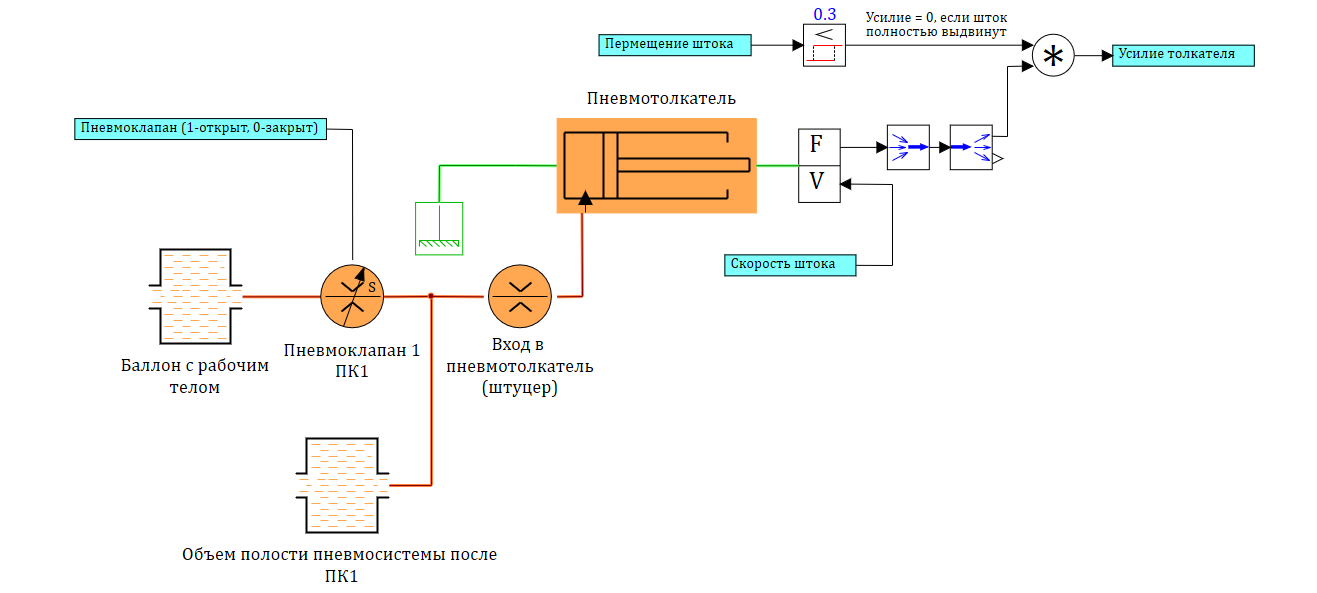 0.3
Усилие = 0, если шток
полностью выдвинут
Пермещение штока
<
*
Усилие толкателя
Пневмотолкатель
Пневмоклапан (1-открыт, 0-закрыт)
F
V
Скорость штока
S
Баллон с рабочим
телом
Пневмоклапан 1
ПК1
Вход в
пневмотолкатель
(штуцер)
Объем полости пневмосистемы после
ПК1